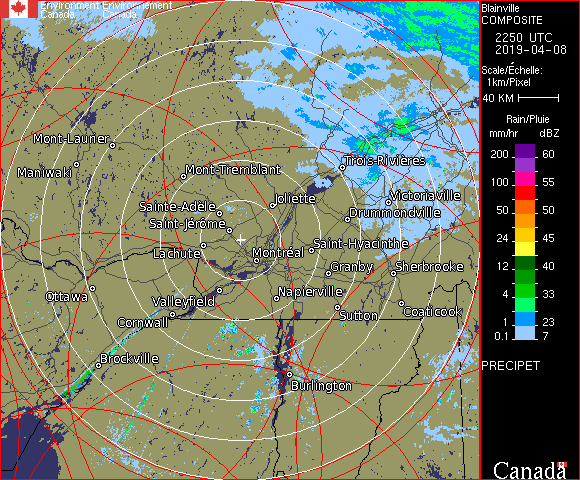 Environment Environnement
Canada Canada
Blainville
COMPOSITE
2250 UTC
2019-04-08
Scale/Échelle:
1km/Pixel
40 KM
Rain/Pluie
mm/hr dBZ
200 60
100 55
50 50
24 45
12 40
4 33
1 23
0.1 7
PRECIPET
Canada
Mont-Laurier
Maniwaki
Mont-Tremblant
Trois-Rivières
Sainte-Adele
Joliette
Victoriaville
Drummondville
Saint-Jérôme
Lachute
Montréal
Saint-Hyacinthe
Granby
Sherbrooke
Ottawa
Valleyfield
Napierville
Cornwall
Sutton
Coaticook
Brockville
Burlington